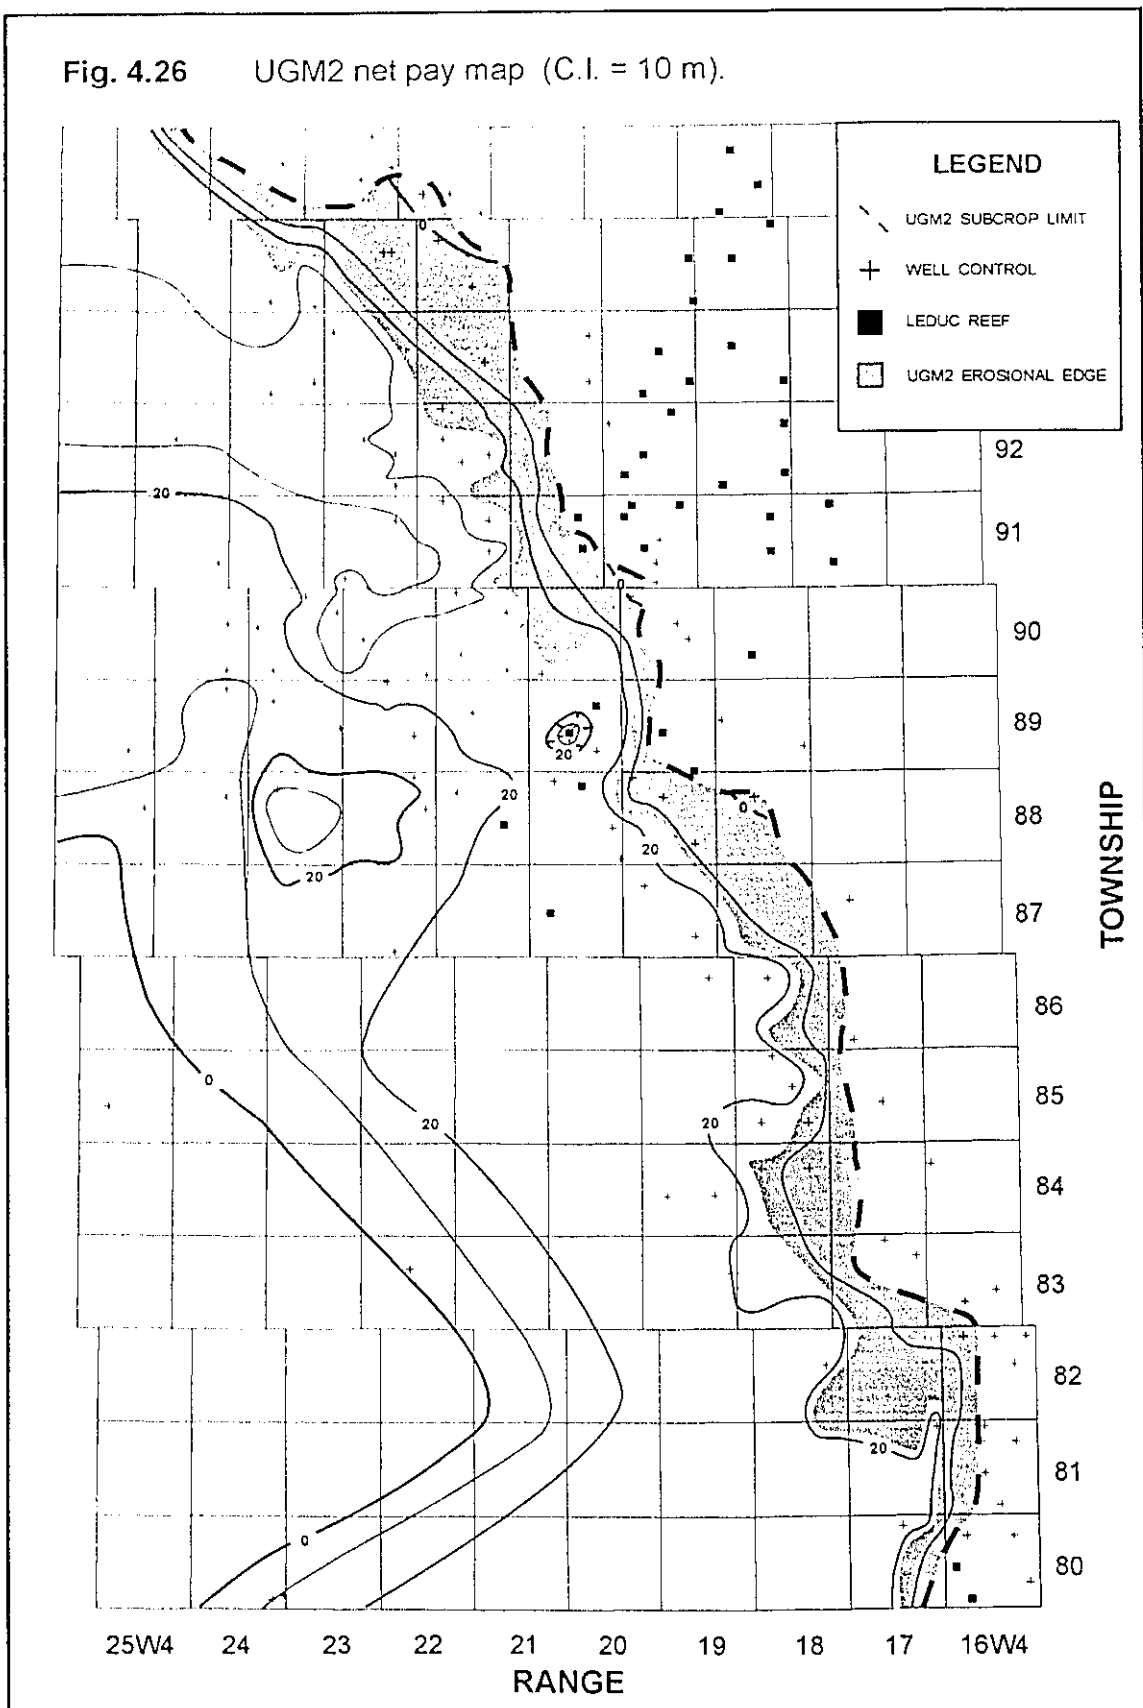 Fig. 4.26 UGM2 net pay map (C.I. = 10 m).
LEGEND
UGM2 SUBCROP LIMIT
WELL CONTROL
LEDUC REEF
UGM2 EROSIONAL EDGE
0
92
20
91
0
90
89
20
20
0
88
20
20
87
86
0
85
20
20
84
83
82
20
81
0
80
TOWNSHIP
25W4 24 23 22 21 20 19 18 17 16W4
RANGE